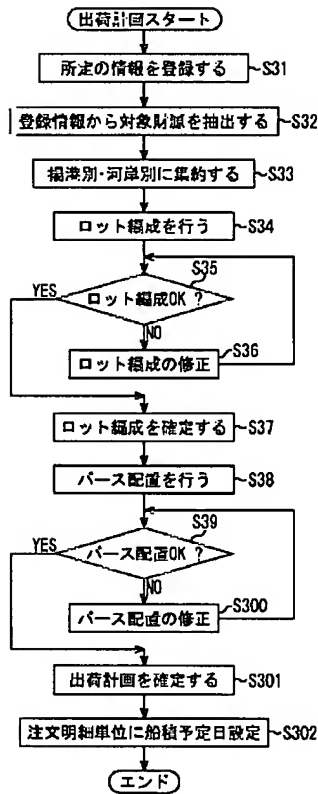 出荷計画スタート
所定の情報を登録する S31
登録情報から対象財源を抽出する S32
揚港別・河岸別に集約する S33
ロット編成を行う S34
S35
YES ロット編成OK ?
NO
ロット編成の修正 S36
ロット編成を確定する S37
バース配置を行う S38
S39
YES バース配置OK ?
NO
バース配置の修正 S300
出荷計画を確定する S301
注文明細単位に船積予定日設定 S302
エンド